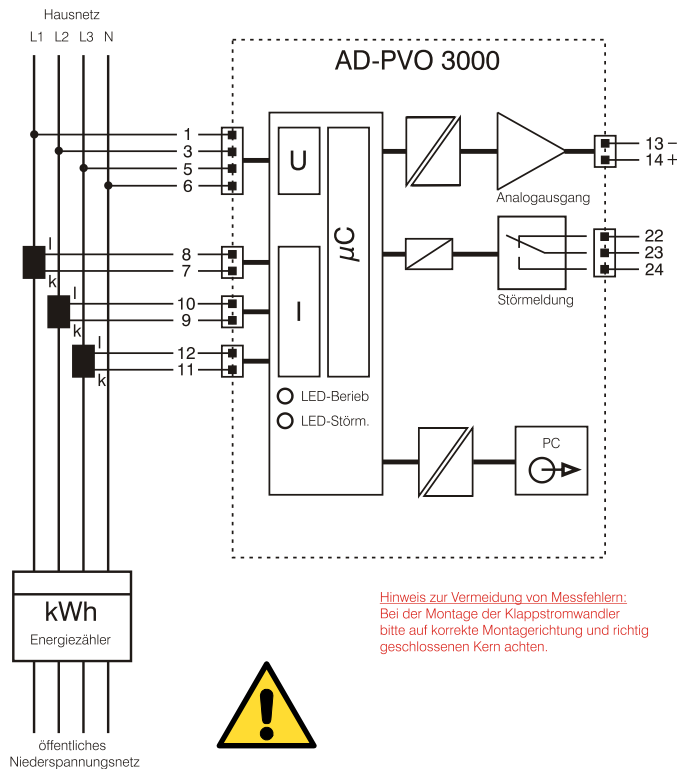 Hausnetz
L1 L2 L3 N
AD-PVO 3000
1
3
5
6
U
µC
13 -
14 +
Analogausgang
l
8
7
k
22
23
24
Störmeldung
l
10
9
k
I
l
12
11
k
LED-Berieb
LED-Störm.
PC
kWh
Energiezähler
Hinweis zur Vermeidung von Messfehlern:
Bei der Montage der Klappstromwandler
bitte auf korrekte Montagerichtung und richtig
geschlossenen Kern achten.
!
öffentliches
Niederspannungsnetz